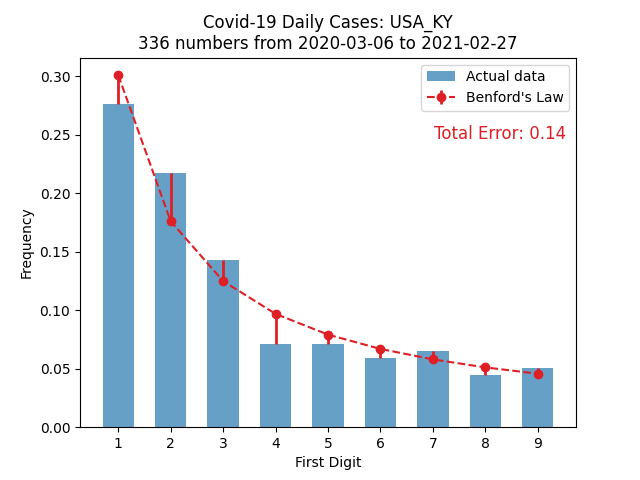 Covid-19 Daily Cases: USA_KY
336 numbers from 2020-03-06 to 2021-02-27
Actual data
Benford's Law
Total Error: 0.14
Frequency
0.30
0.25
0.20
0.15
0.10
0.05
0.00
1 2 3 4 5 6 7 8 9
First Digit